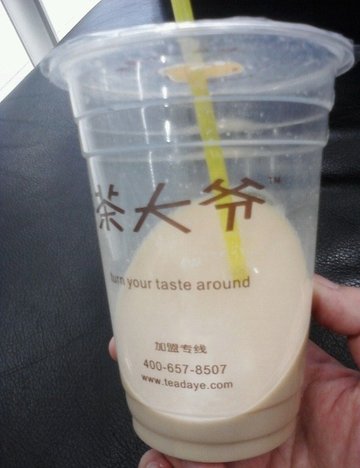 茶大爷™
turn your taste around
加盟专线
400-657-8507
www.teadaye.com